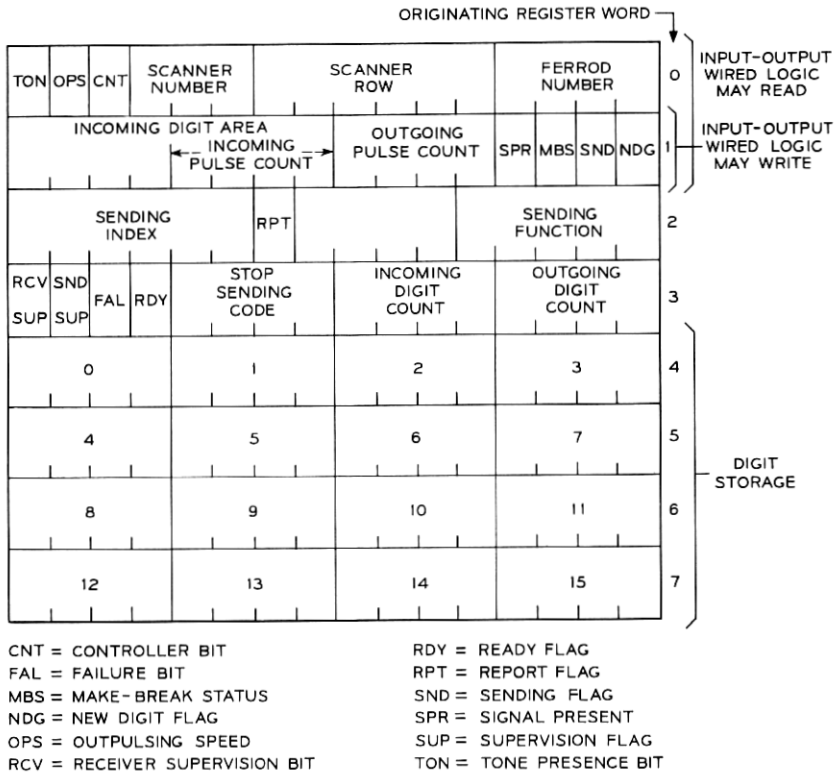 ORIGINATING REGISTER WORD
TON OPS CNT SCANNER NUMBER SCANNER ROW FERROD NUMBER 0
INPUT-OUTPUT WIRED LOGIC MAY READ
INCOMING DIGIT AREA INCOMING PULSE COUNT OUTGOING PULSE COUNT SPR MBS SND NDG 1
INPUT-OUTPUT WIRED LOGIC MAY WRITE
SENDING INDEX RPT SENDING FUNCTION 2
RCV SUP SND SUP FAL RDY STOP SENDING CODE INCOMING DIGIT COUNT OUTGOING DIGIT COUNT 3
0 1 2 3 4
4 5 6 7 5
DIGIT STORAGE
8 9 10 11 6
12 13 14 15 7
CNT = CONTROLLER BIT
FAL = FAILURE BIT
MBS = MAKE-BREAK STATUS
NDG = NEW DIGIT FLAG
OPS = OUTPULSING SPEED
RCV = RECEIVER SUPERVISION BIT
RDY = READY FLAG
RPT = REPORT FLAG
SND = SENDING FLAG
SPR = SIGNAL PRESENT
SUP = SUPERVISION FLAG
TON = TONE PRESENCE BIT